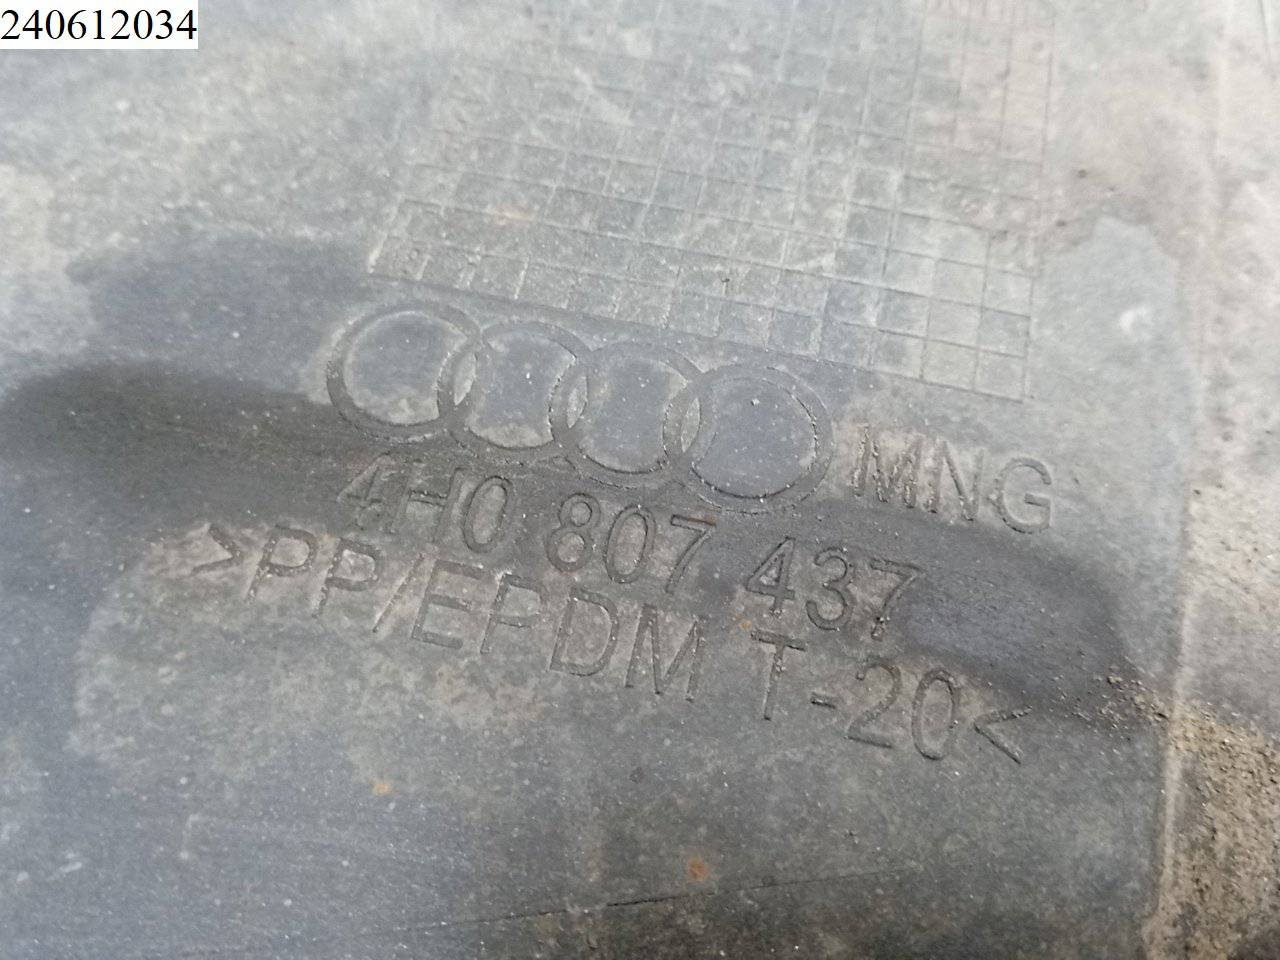 240612034
MNG
4H0 807 437
>PP/EPDM T-20<